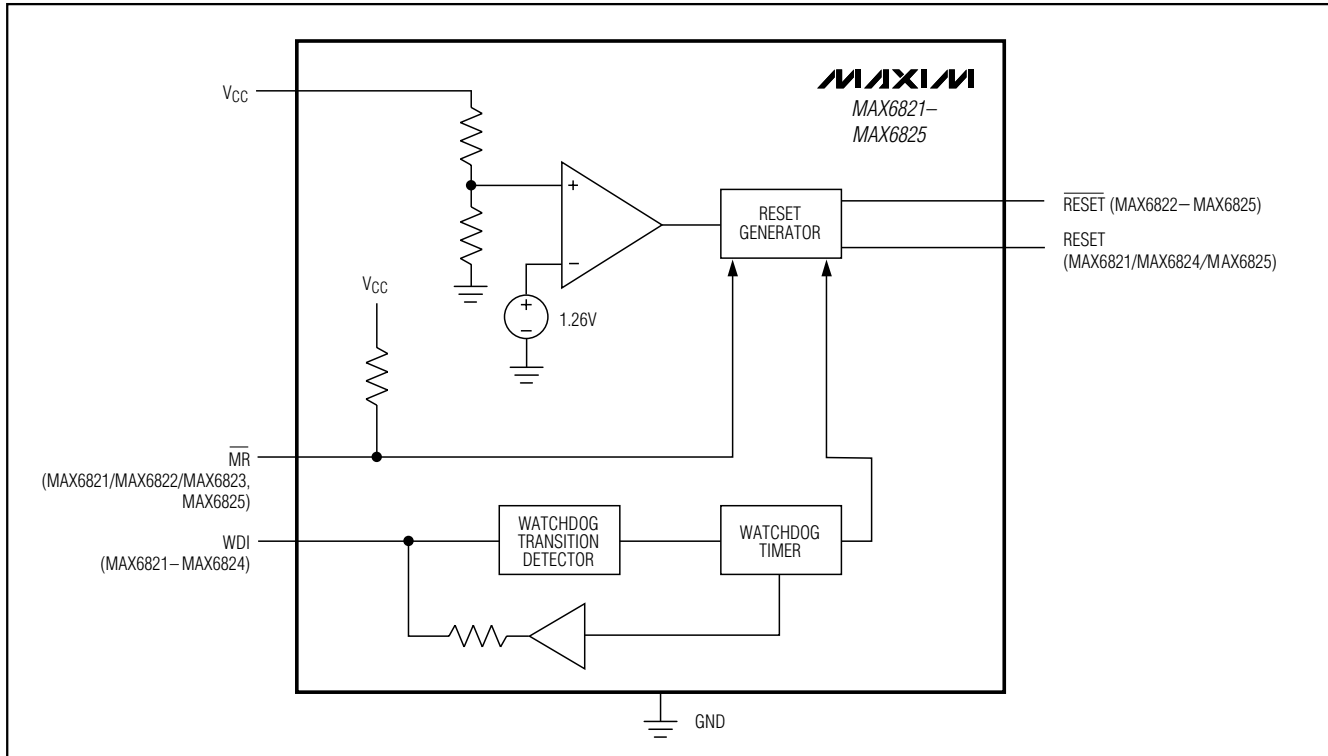 MAXIM
MAX6821–
MAX6825
VCC
+
RESET
GENERATOR
RESET (MAX6822– MAX6825)
RESET
(MAX6821/MAX6824/MAX6825)
–
VCC
+
–
1.26V
MR
(MAX6821/MAX6822/MAX6823,
MAX6825)
WDI
(MAX6821– MAX6824)
WATCHDOG
TRANSITION
DETECTOR
WATCHDOG
TIMER
GND